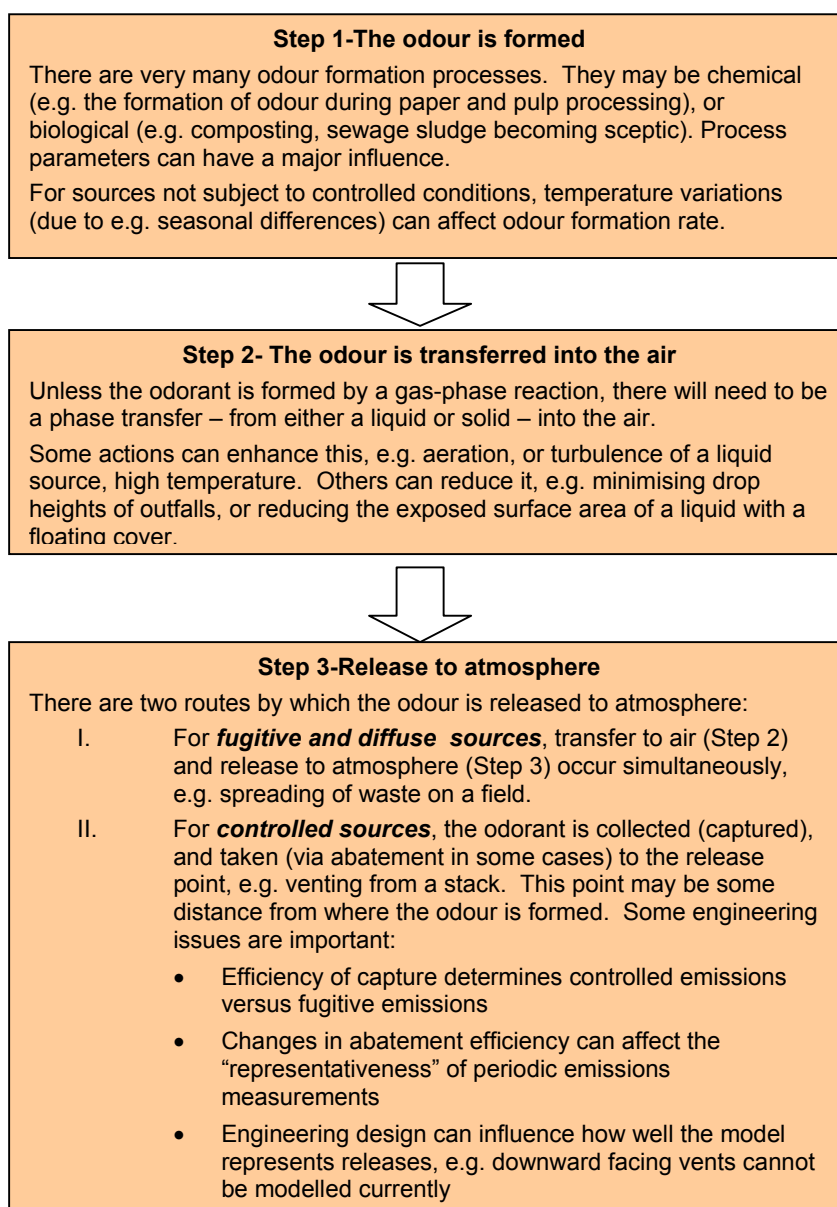 Step 1-The odour is formed
There are very many odour formation processes.  They may be chemical
(e.g. the formation of odour during paper and pulp processing), or
biological (e.g. composting, sewage sludge becoming sceptic). Process
parameters can have a major influence.
For sources not subject to controlled conditions, temperature variations
(due to e.g. seasonal differences) can affect odour formation rate.
Step 2- The odour is transferred into the air
Unless the odorant is formed by a gas-phase reaction, there will need to be
a phase transfer – from either a liquid or solid – into the air.
Some actions can enhance this, e.g. aeration, or turbulence of a liquid
source, high temperature.  Others can reduce it, e.g. minimising drop
heights of outfalls, or reducing the exposed surface area of a liquid with a
floating cover.
Step 3-Release to atmosphere
There are two routes by which the odour is released to atmosphere:
I. For fugitive and diffuse  sources, transfer to air (Step 2)
and release to atmosphere (Step 3) occur simultaneously,
e.g. spreading of waste on a field.
II. For controlled sources, the odorant is collected (captured),
and taken (via abatement in some cases) to the release
point, e.g. venting from a stack.  This point may be some
distance from where the odour is formed.  Some engineering
issues are important:
• Efficiency of capture determines controlled emissions
versus fugitive emissions
• Changes in abatement efficiency can affect the
“representativeness” of periodic emissions
measurements
• Engineering design can influence how well the model
represents releases, e.g. downward facing vents cannot
be modelled currently